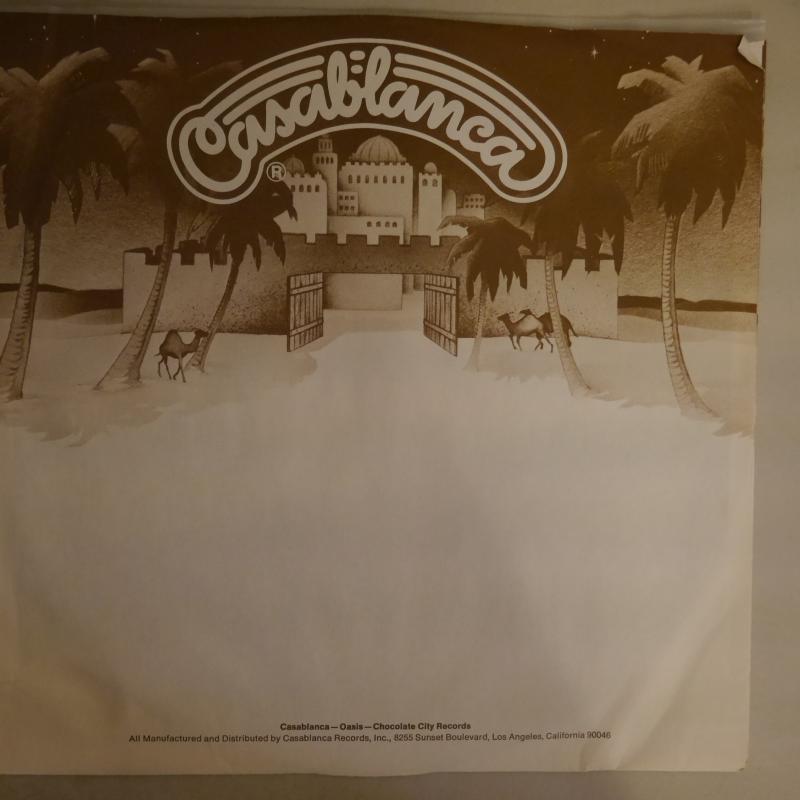 Casablanca
®
Casablanca — Oasis — Chocolate City Records
All Manufactured and Distributed by Casablanca Records, Inc., 8255 Sunset Boulevard, Los Angeles, California 90046